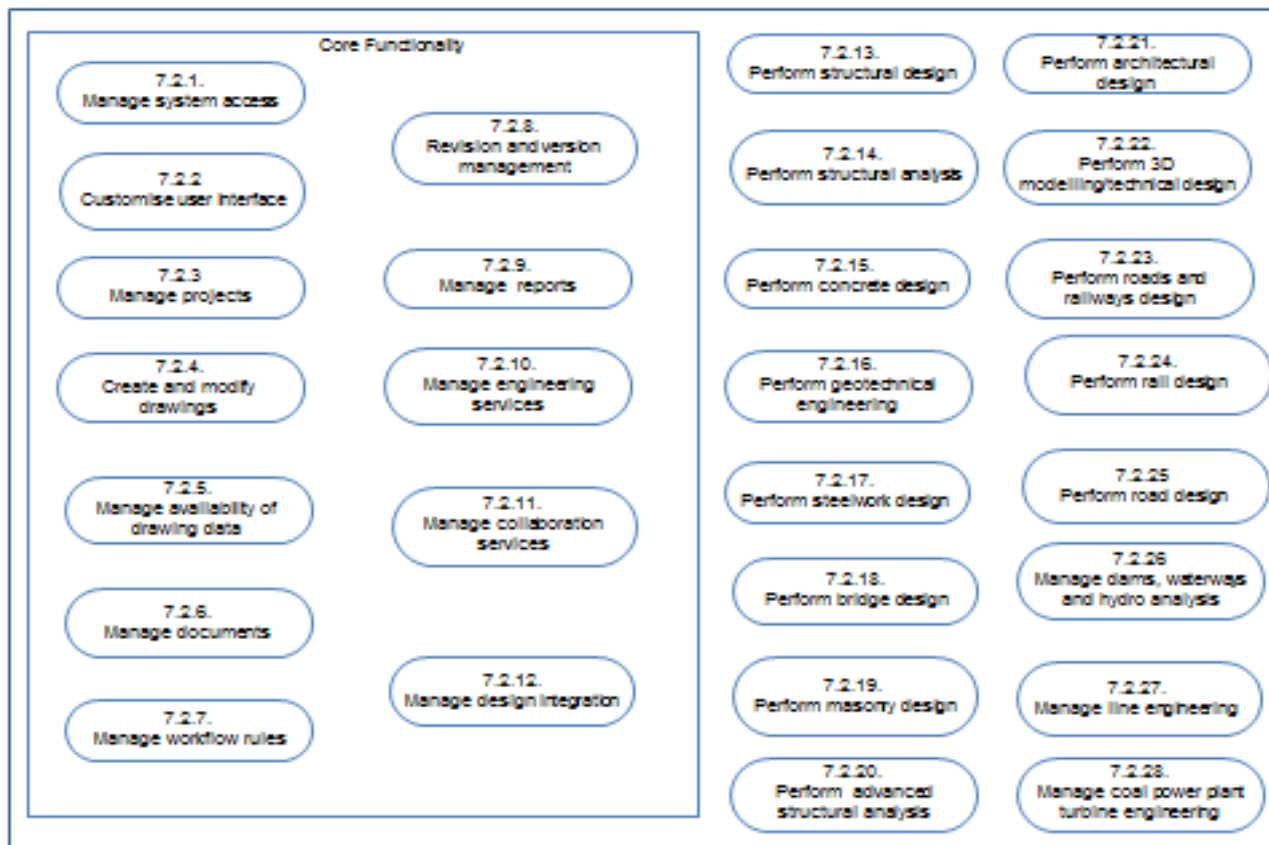 Core Functionality
7.2.1.
Manage system access
7.2.2
Customise user interface
7.2.3
Manage projects
7.2.4.
Create and modify
drawings
7.2.5.
Manage availability of
drawing data
7.2.6.
Manage documents
7.2.7.
Manage workflow rules
7.2.8.
Revision and version
management
7.2.9.
Manage reports
7.2.10.
Manage engineering
services
7.2.11.
Manage collaboration
services
7.2.12.
Manage design integration
7.2.13.
Perform structural design
7.2.14.
Perform structural analysis
7.2.15.
Perform concrete design
7.2.16.
Perform geotechnical
engineering
7.2.17.
Perform steelwork design
7.2.18.
Perform bridge design
7.2.19.
Perform masonry design
7.2.20.
Perform advanced
structural analysis
7.2.21.
Perform architectural
design
7.2.22.
Perform 3D
modelling/technical design
7.2.23.
Perform roads and
railways design
7.2.24.
Perform rail design
7.2.25
Perform road design
7.2.26
Manage dams, waterways
and hydro analysis
7.2.27.
Manage line engineering
7.2.28.
Manage coal power plant
turbine engineering